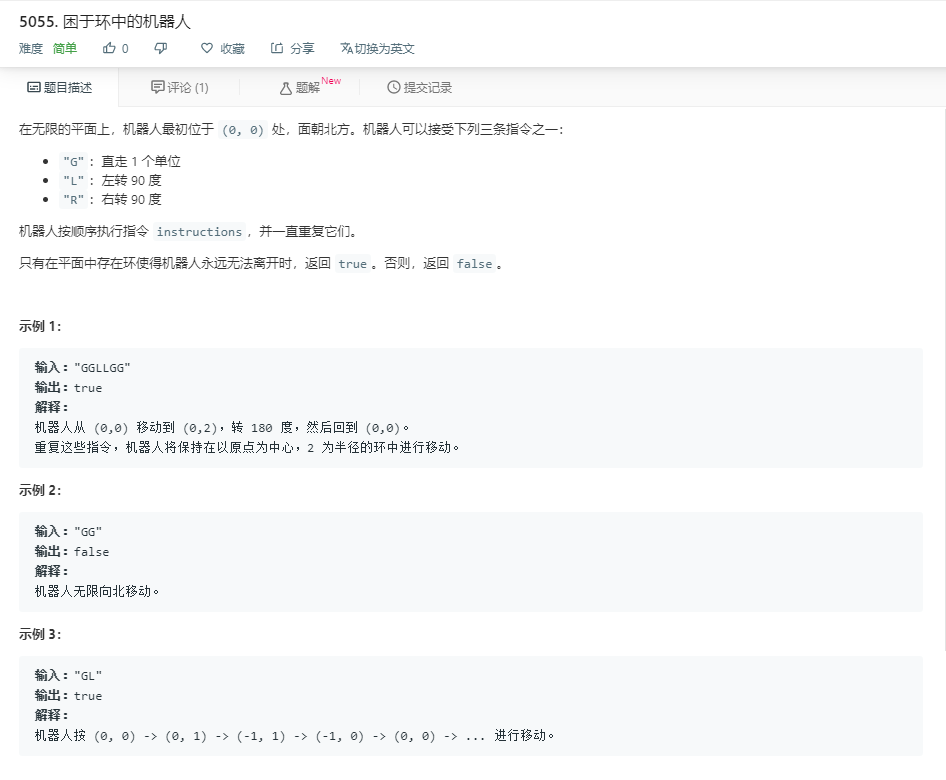 5055. 困于环中的机器人
难度 简单 0 收藏 分享 切换为英文
题目描述 评论 (1) 题解 New 提交记录
在无限的平面上，机器人最初位于 (0, 0) 处，面朝北方。机器人可以接受下列三条指令之一：
"G"：直走 1 个单位
"L"：左转 90 度
"R"：右转 90 度
机器人按顺序执行指令 instructions，并一直重复它们。
只有在平面中存在环使得机器人永远无法离开时，返回 true。否则，返回 false。
示例 1：
输入："GGLLGG"
输出：true
解释：
机器人从 (0,0) 移动到 (0,2)，转 180 度，然后回到 (0,0)。
重复这些指令，机器人将保持在以原点为中心，2 为半径的环中进行移动。
示例 2：
输入："GG"
输出：false
解释：
机器人无限向北移动。
示例 3：
输入："GL"
输出：true
解释：
机器人按 (0, 0) -> (0, 1) -> (-1, 1) -> (-1, 0) -> (0, 0) -> ... 进行移动。